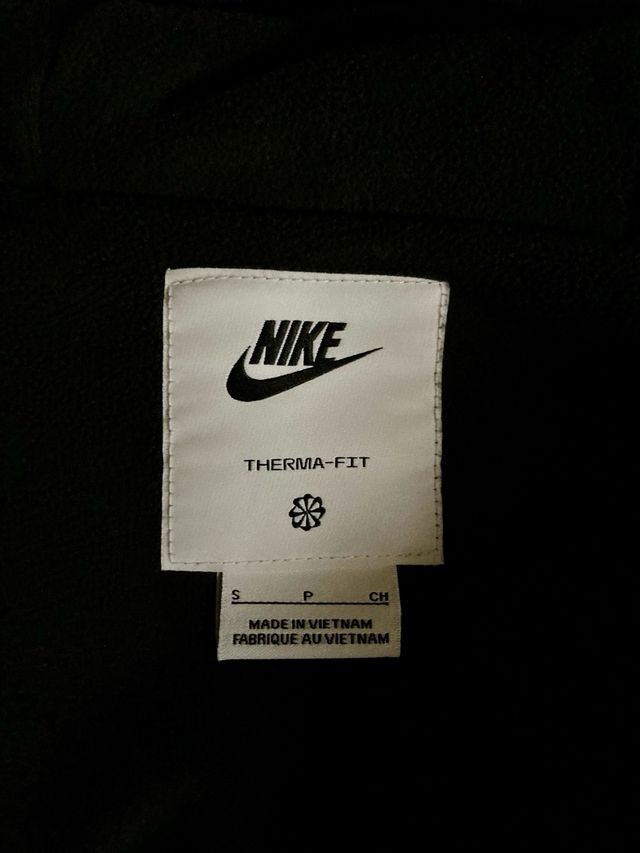 NIKE
THERMA-FIT
S P CH
MADE IN VIETNAM
FABRIQUE AU VIETNAM